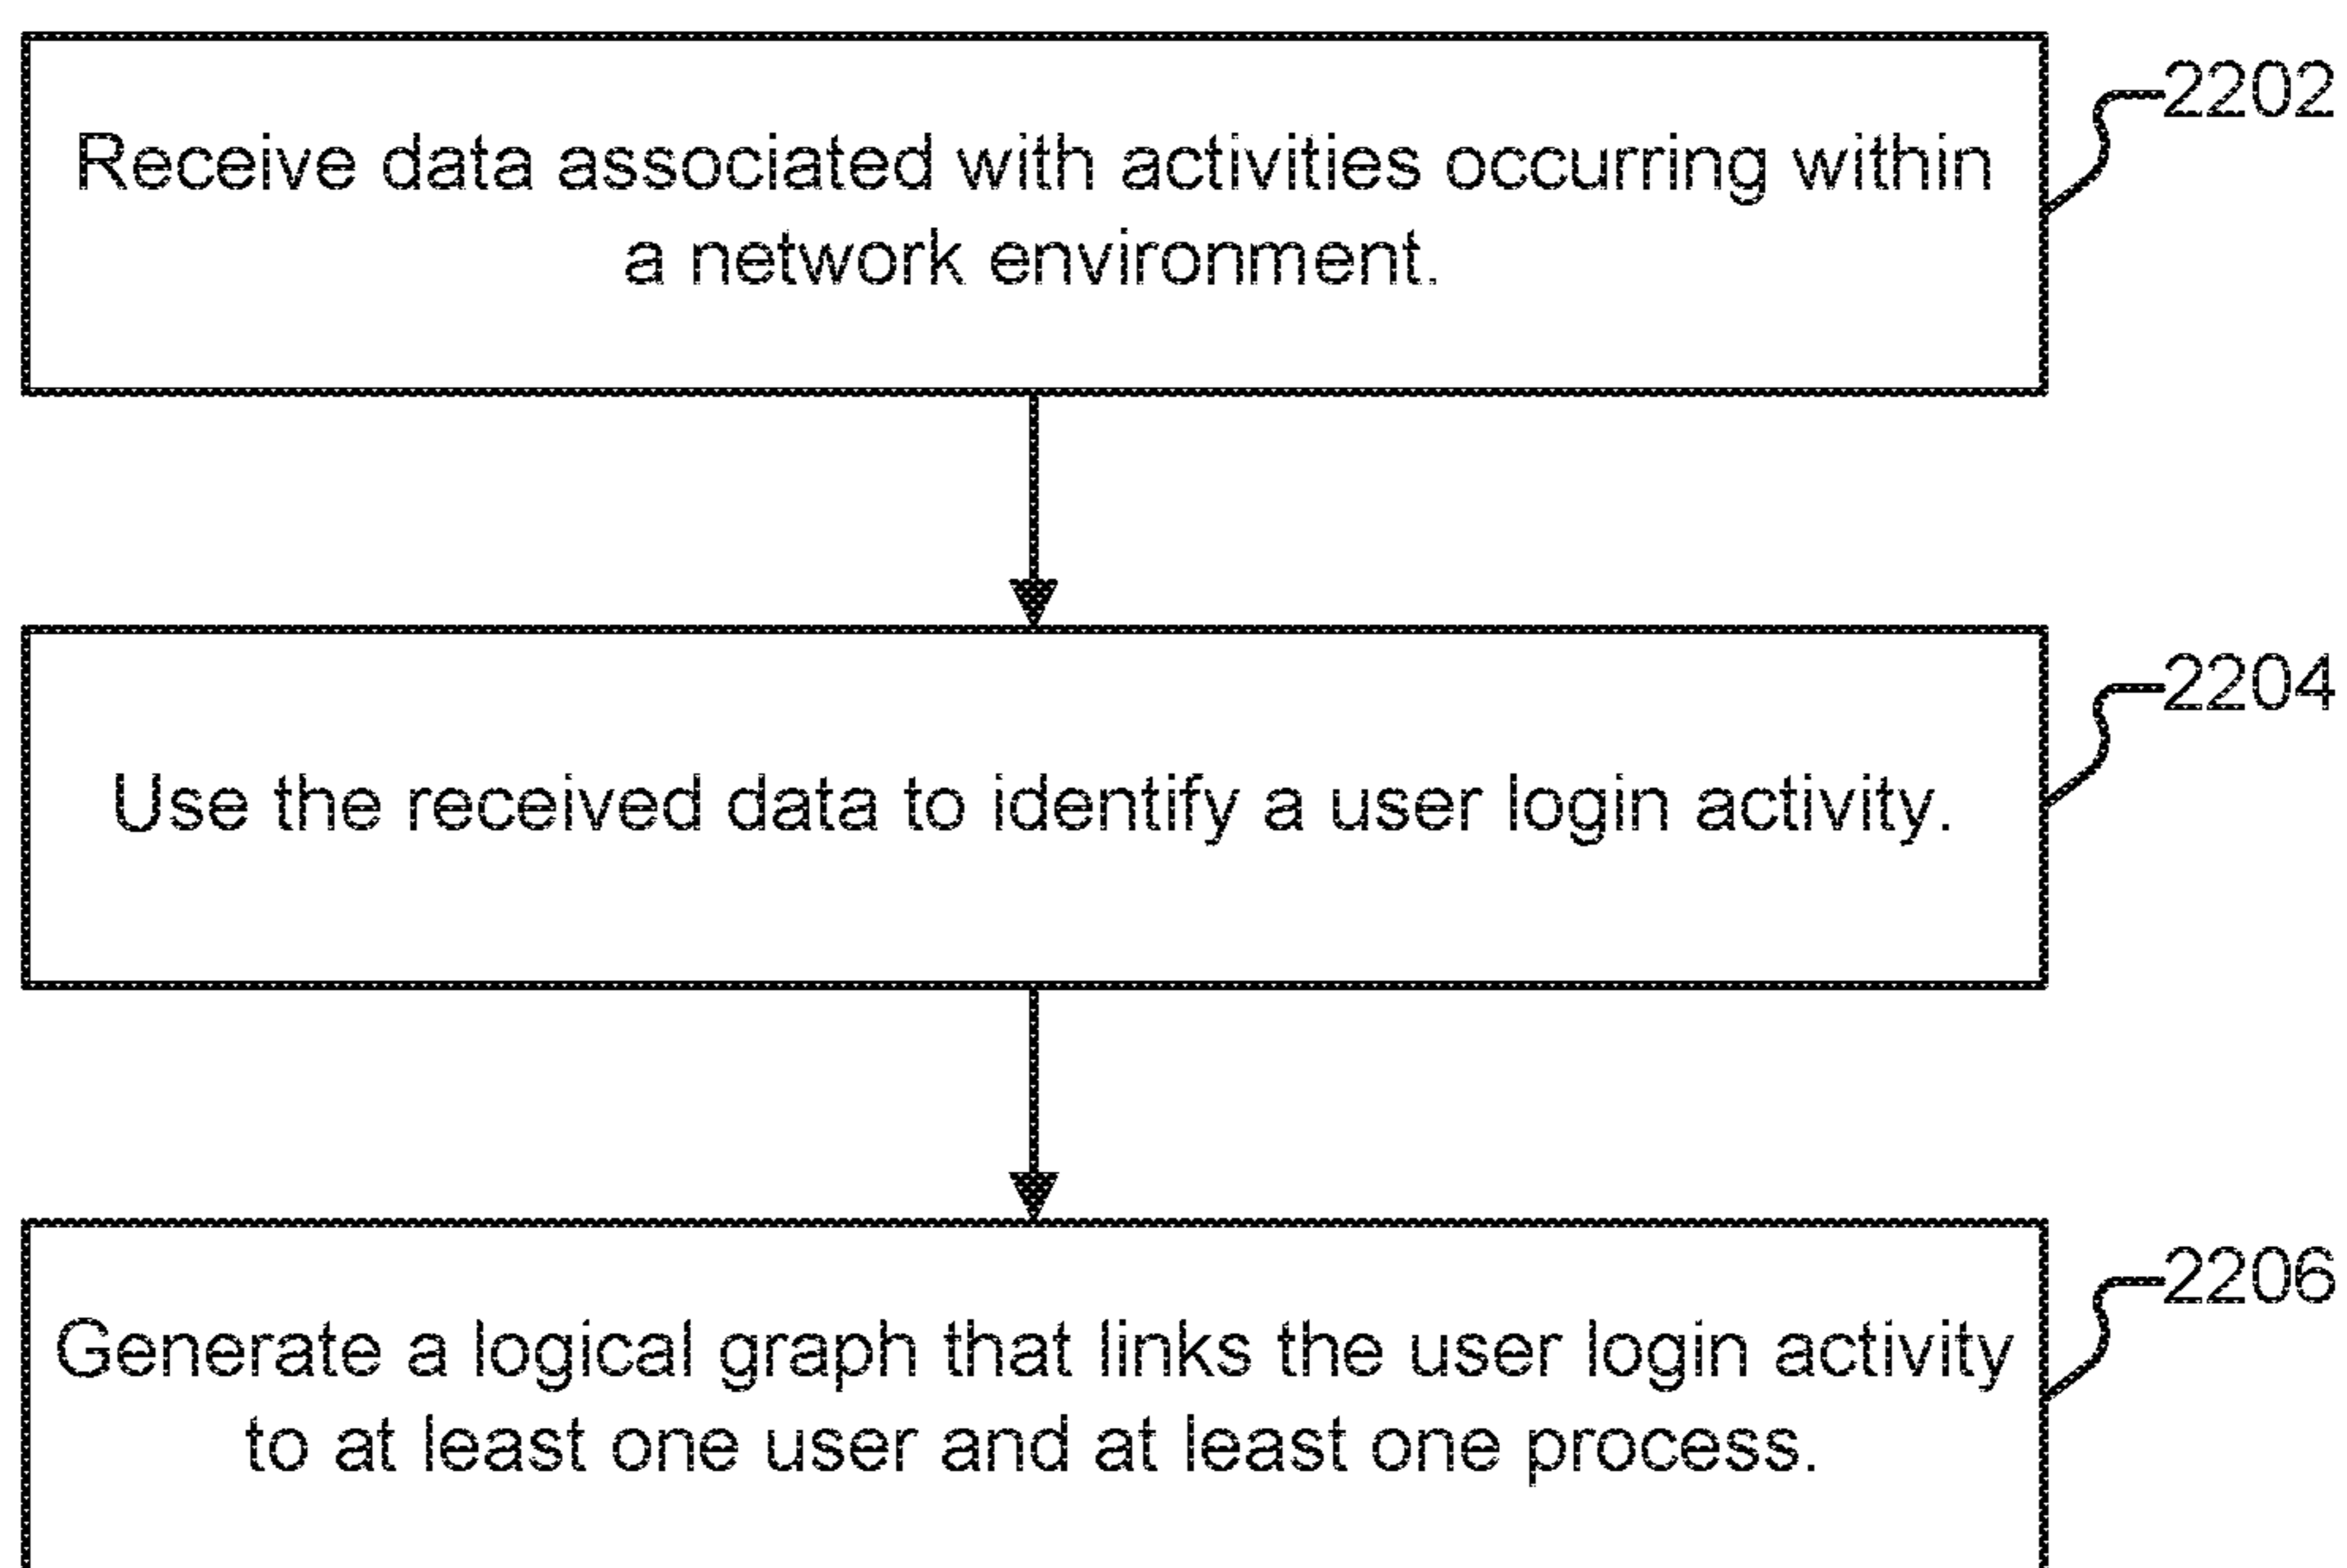 2202
Receive data associated with activities occurring within
a network environment.
2204
Use the received data to identify a user login activity.
2206
Generate a logical graph that links the user login activity
to at least one user and at least one process.